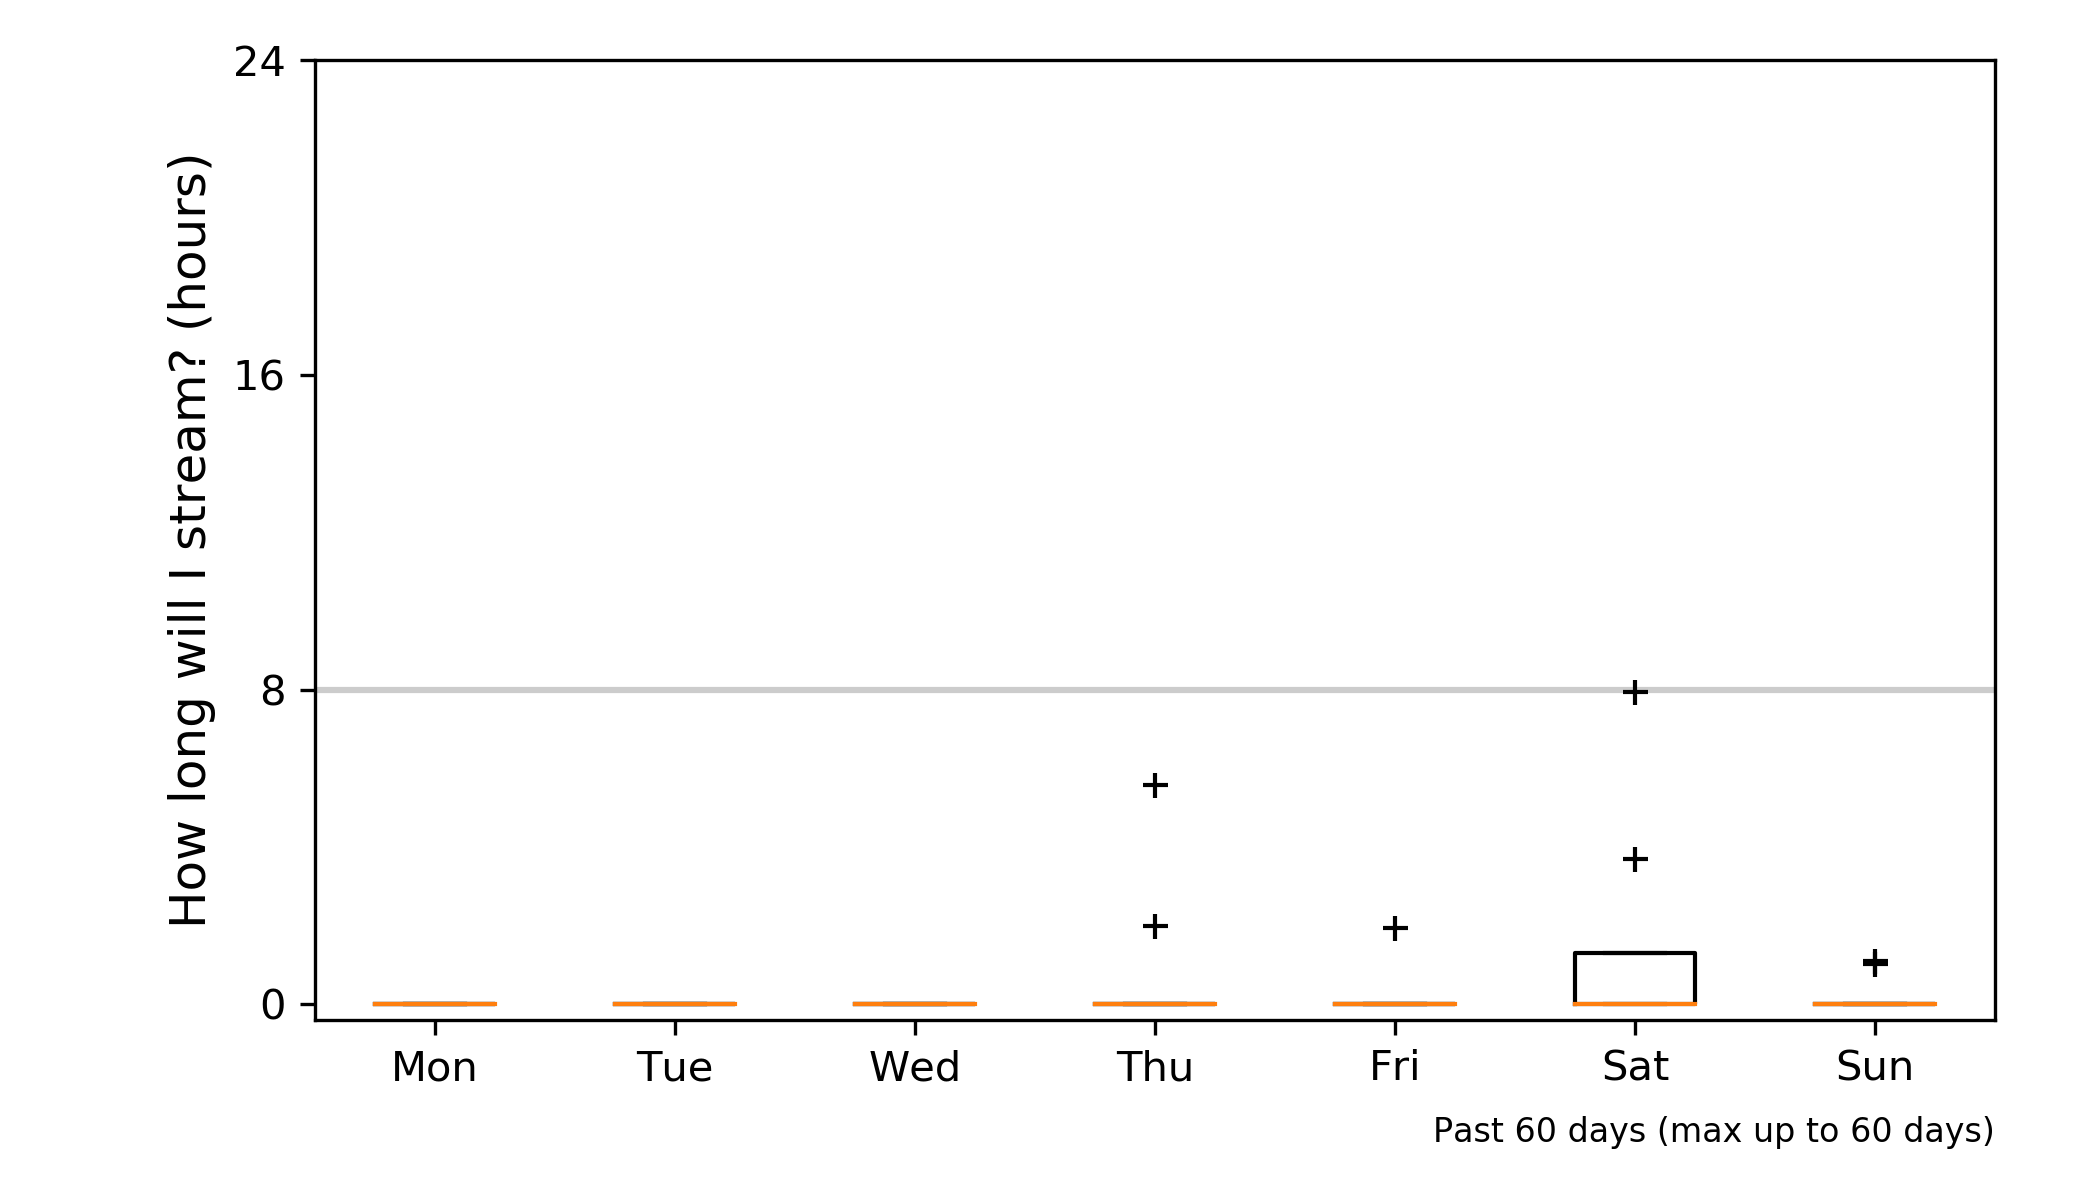 How long will I stream? (hours)
24
16
8
0
Mon Tue Wed Thu Fri Sat Sun
Past 60 days (max up to 60 days)